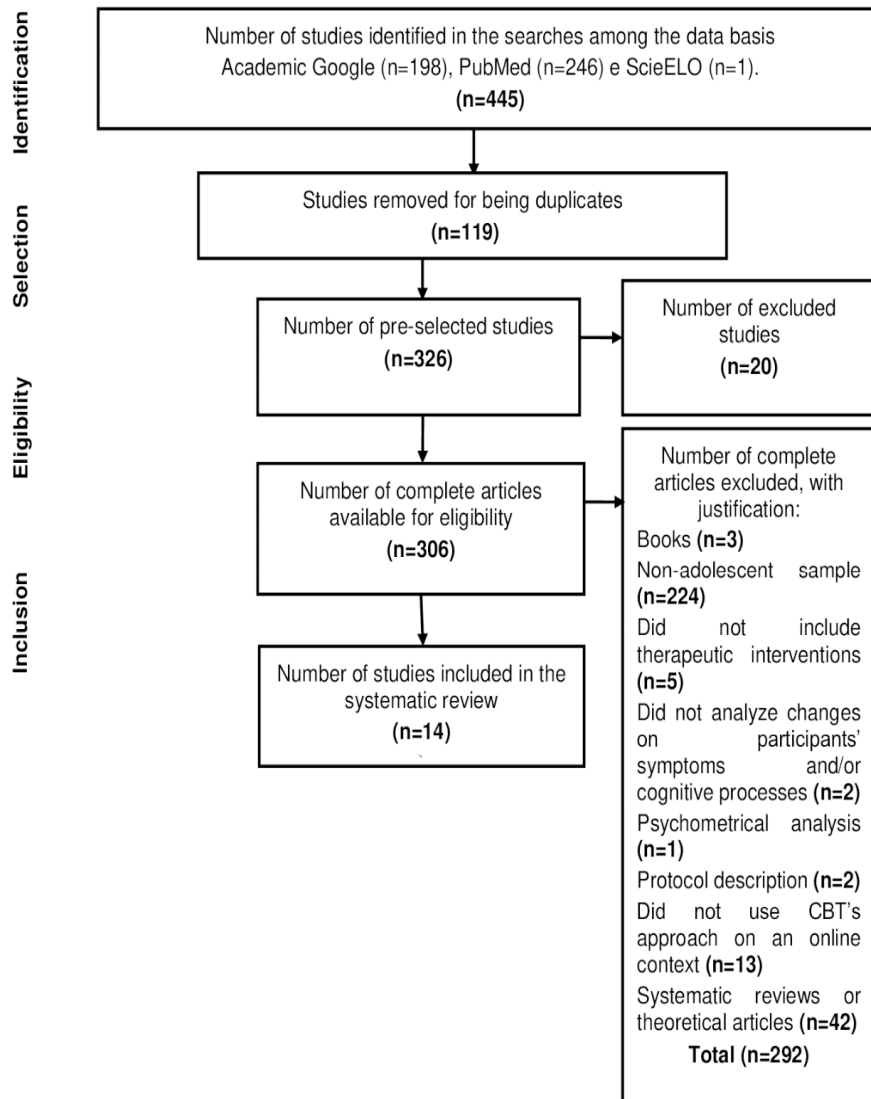 Identification
Number of studies identified in the searches among the data basis
Academic Google (n=198), PubMed (n=246) e ScieELO (n=1).
(n=445)
Selection
Studies removed for being duplicates
(n=119)
Number of pre-selected studies
(n=326)
Number of excluded
studies
(n=20)
Eligibility
Number of complete articles
available for eligibility
(n=306)
Number of complete
articles excluded, with
justification:
Books (n=3)
Non-adolescent sample
(n=224)
Did not include
therapeutic interventions
(n=5)
Did not analyze changes
on participants'
symptoms and/or
cognitive processes (n=2)
Psychometrical analysis
(n=1)
Protocol description (n=2)
Did not use CBT's
approach on an online
context (n=13)
Systematic reviews or
theoretical articles (n=42)
Total (n=292)
Inclusion
Number of studies included in the
systematic review
(n=14)